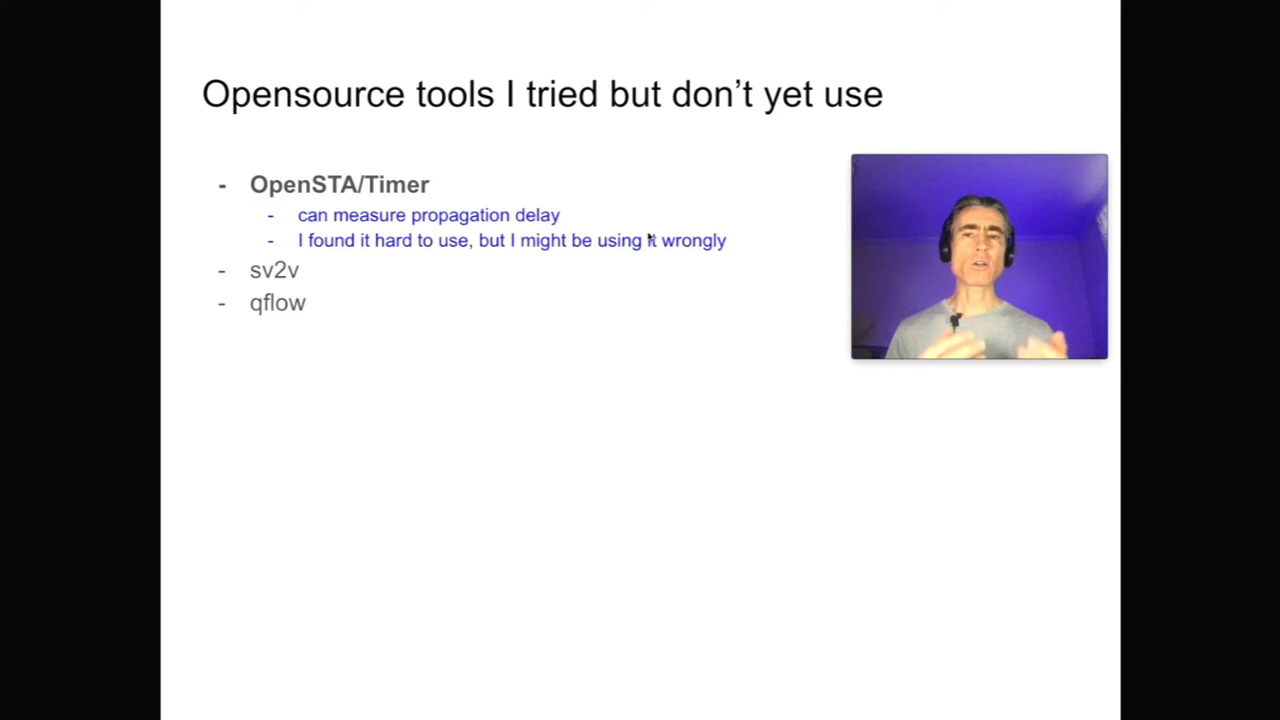 Opensource tools I tried but don’t yet use
- OpenSTA/Timer
- can measure propagation delay
- I found it hard to use, but I might be using it wrongly
- sv2v
- qflow